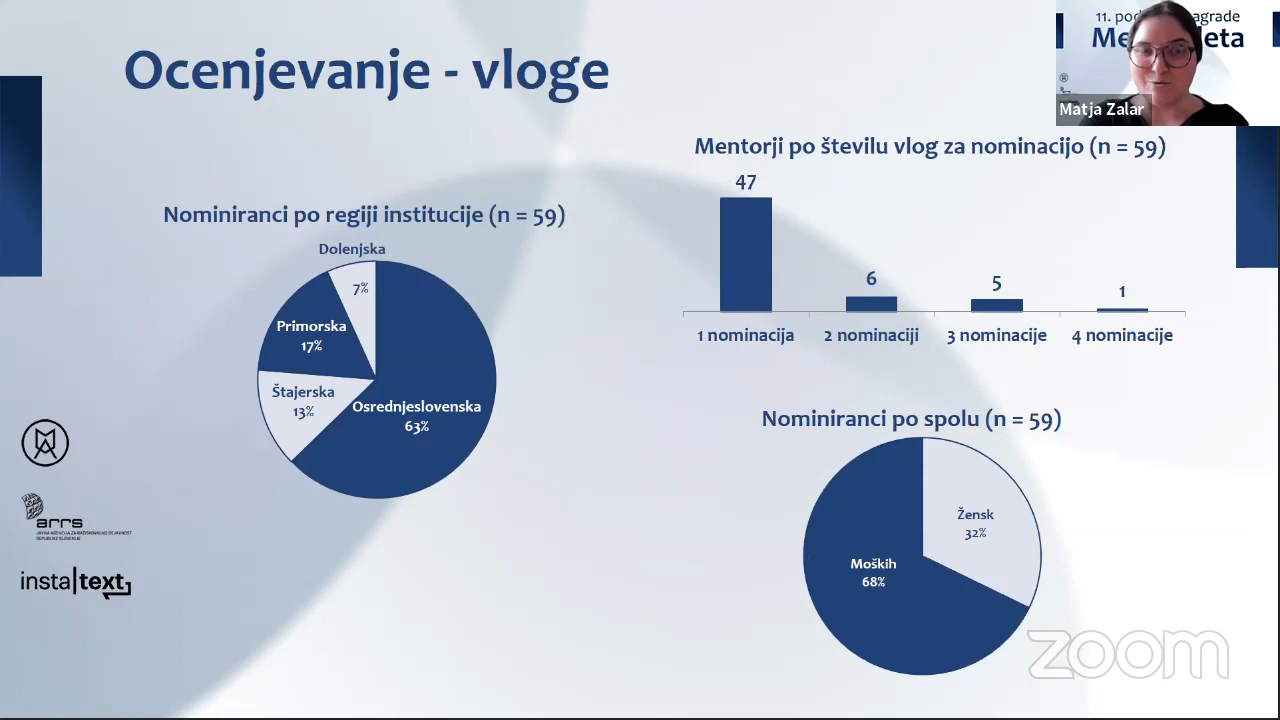 Ocenjevanje - vloge
11. pod
agrade
Me
leta
Matja Zalar
Mentorji po številu vlog za nominacijo (n = 59)
47
6
5
1
1 nominacija
2 nominaciji
3 nominacije
4 nominacije
Nominiranci po regiji institucije (n = 59)
Dolenjska
7%
Primorska
17%
Štajerska
13%
Osrednjeslovenska
63%
Nominiranci po spolu (n = 59)
Žensk
32%
Moških
68%
arrs
JAVNA AGENCIJA ZA RAZISKOVALNO DEJAVNOST
REPUBLIKE SLOVENIJE
insta|text
zoom